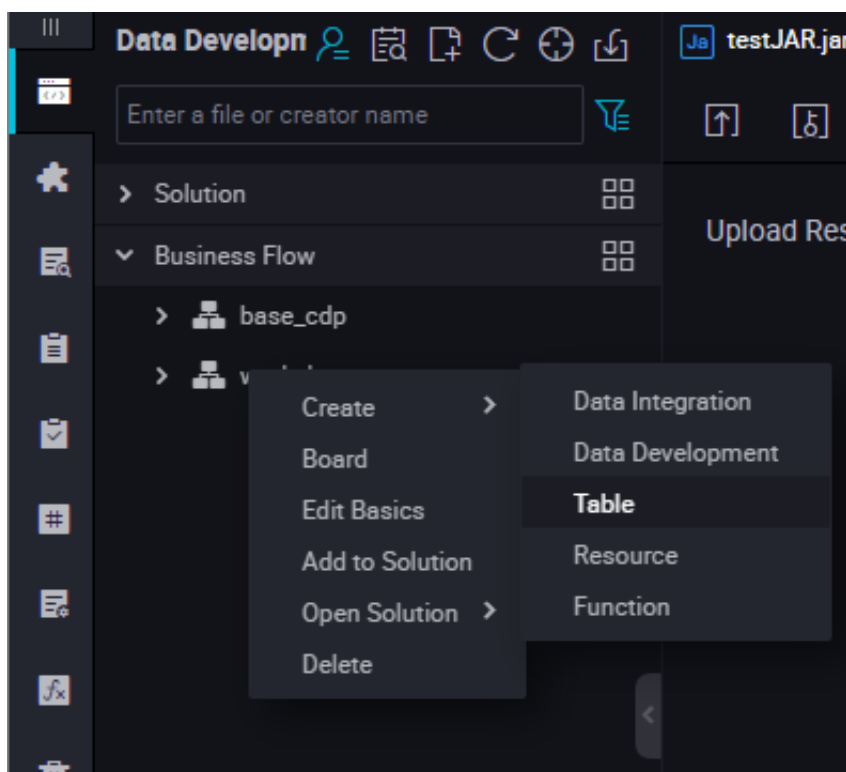 Data Developn
testJAR.jar
Enter a file or creator name
Solution
Upload Res
Business Flow
base_cdp
Create
Data Integration
Board
Data Development
Edit Basics
Table
Add to Solution
Resource
Open Solution
Function
Delete